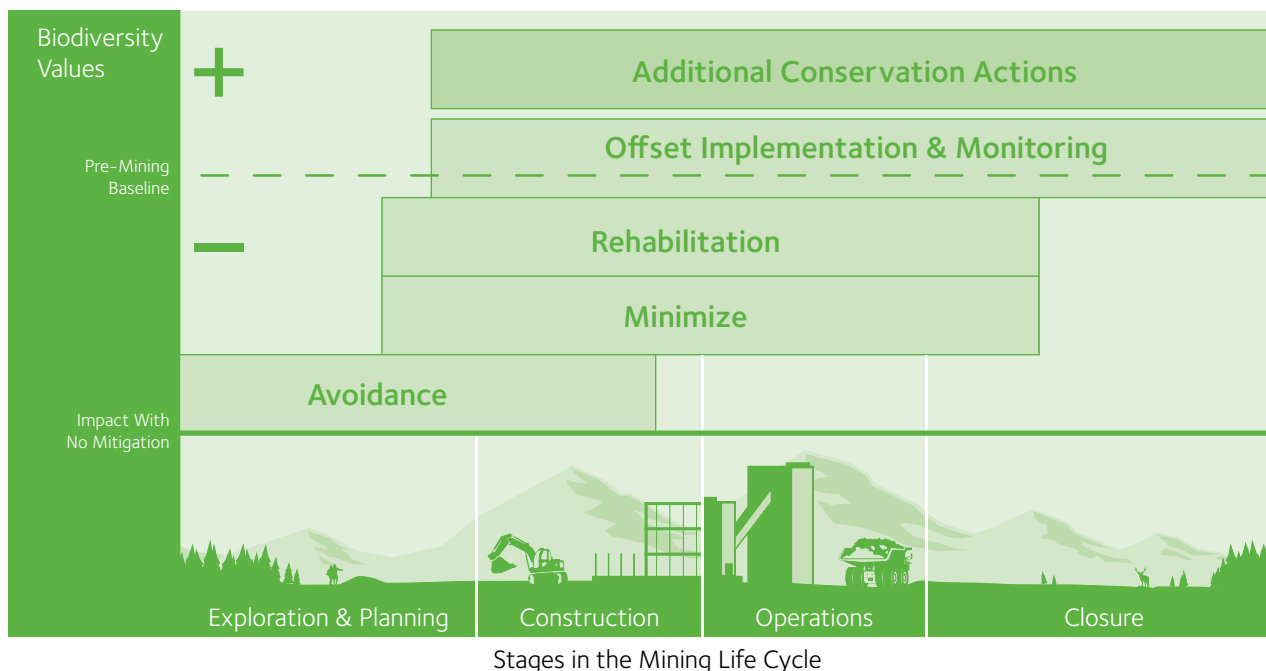 Biodiversity
Values
+
Additional Conservation Actions
Offset Implementation & Monitoring
Pre-Mining
Baseline
–
Rehabilitation
Minimize
Avoidance
Impact With
No Mitigation
Exploration & Planning
Construction
Operations
Closure
Stages in the Mining Life Cycle